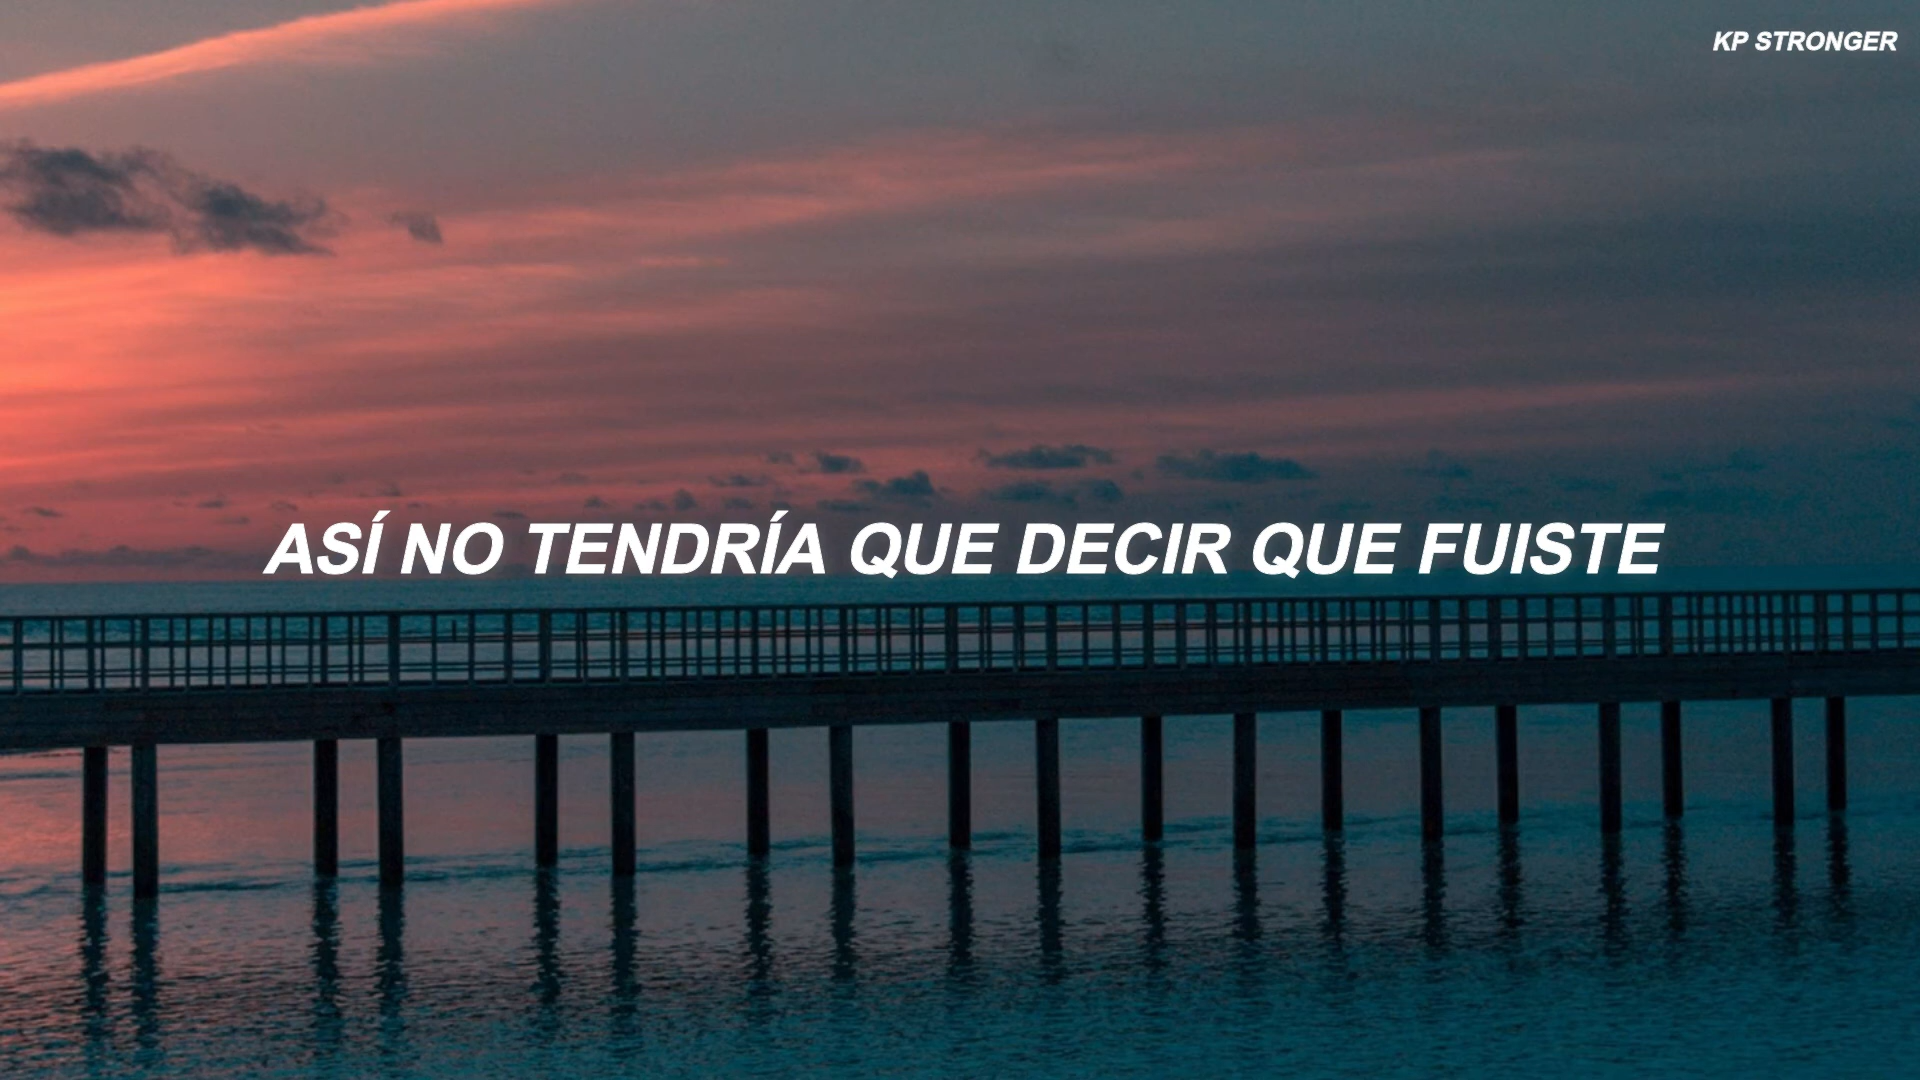 KP STRONGER
ASÍ NO TENDRÍA QUE DECIR QUE FUISTE